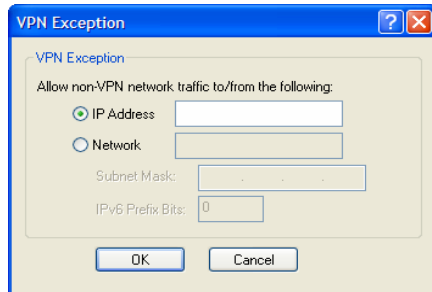 VPN Exception
VPN Exception
Allow non-VPN network traffic to/from the following:
IP Address
Network
Subnet Mask: . . .
IPv6 Prefix Bits: 0
OK Cancel